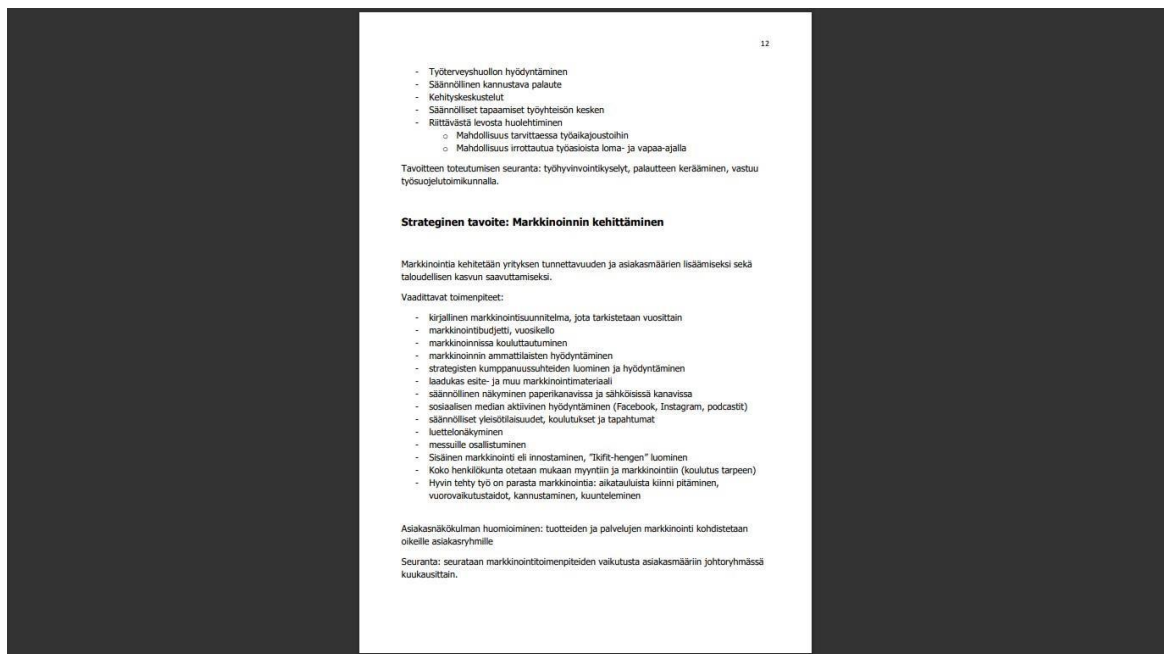 12
- Työterveyshuollon hyödyntäminen
- Säännöllinen kannustava palaute
- Kehityskeskustelut
- Säännölliset tapaamiset työyhteisön kesken
- Riittävästä levosta huolehtiminen
o Mahdollisuus tarvittaessa työaikajoustoihin
o Mahdollisuus irrottautua työasioista loma- ja vapaa-ajalla
Tavoitteen toteutumisen seuranta: työhyvinvointikyselyt, palautteen kerääminen, vastuu
työsuojelutoimikunnalla.
Strateginen tavoite: Markkinoinnin kehittäminen
Markkinointia kehitetään yrityksen tunnettavuuden ja asiakasmäärien lisäämiseksi sekä
taloudellisen kasvun saavuttamiseksi.
Vaadittavat toimenpiteet:
- kirjallinen markkinointisuunnitelma, jota tarkistetaan vuosittain
- markkinointibudjetti, vuosikello
- markkinoinnissa kouluttautuminen
- markkinoinnin ammattilaisten hyödyntäminen
- strategisten kumppanuussuhteiden luominen ja hyödyntäminen
- laadukas esite- ja muu markkinointimateriaali
- säännöllinen näkyminen paperikanavissa ja sähköisissä kanavissa
- sosiaalisen median aktiivinen hyödyntäminen (Facebook, Instagram, podcastit)
- säännölliset yleisötilaisuudet, koulutukset ja tapahtumat
- luettelonäkyminen
- messuille osallistuminen
- Sisäinen markkinointi eli innostaminen, ”Ikifit-hengen” luominen
- Koko henkilökunta otetaan mukaan myyntiin ja markkinointiin (koulutus tarpeen)
- Hyvin tehty työ on parasta markkinointia: aikatauluista kiinni pitäminen,
vuorovaikutustaidot, kannustaminen, kuunteleminen
Asiakasnäkökulman huomioiminen: tuotteiden ja palvelujen markkinointi kohdistetaan
oikeille asiakasryhmille
Seuranta: seurataan markkinointitoimenpiteiden vaikutusta asiakasmääriin johtoryhmässä
kuukausittain.